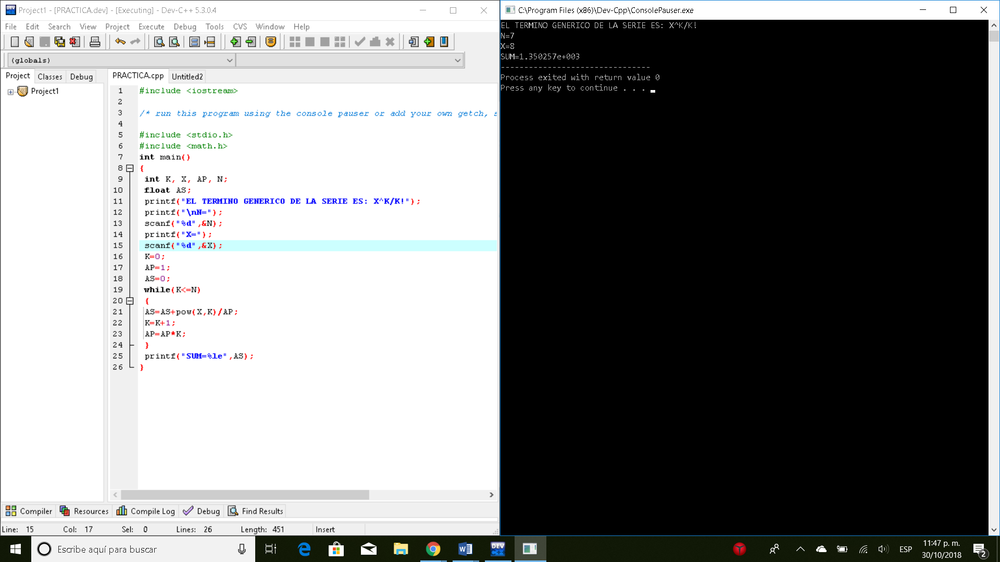 Project1 - [PRACTICA.dev] - [Executing] - Dev-C++ 5.3.0.4
File Edit Search View Project Execute Debug Tools CVS Window Help
(globals)
Project Classes Debug
Project1
PRACTICA.cpp Untitled2
1 #include <iostream>
2
3 /* run this program using the console pauser or add your own getch, s
4
5 #include <stdio.h>
6 #include <math.h>
7 int main()
8 {
9 int K, X, AP, N;
10 float AS;
11 printf("EL TERMINO GENERICO DE LA SERIE ES: X^K/K!");
12 printf("\nN=");
13 scanf("%d",&N);
14 printf("X=");
15 scanf("%d",&X);
16 K=0;
17 AP=1;
18 AS=0;
19 while(K<=N)
20 {
21 AS=AS+pow(X,K)/AP;
22 K=K+1;
23 AP=AP*K;
24 }
25 printf("SUM=%le",AS);
26 }
Compiler Resources Compile Log Debug Find Results
Line: 15 Col: 17 Sel: 0 Lines: 26 Length: 451 Insert
C:\Program Files (x86)\Dev-Cpp\ConsolePauser.exe
EL TERMINO GENERICO DE LA SERIE ES: X^K/K!
N=7
X=8
SUM=1.350257e+003
--------------------------------
Process exited with return value 0
Press any key to continue . . .
Escribe aquí para buscar
DEV C++
ESP
11:47 p. m.
30/10/2018
2